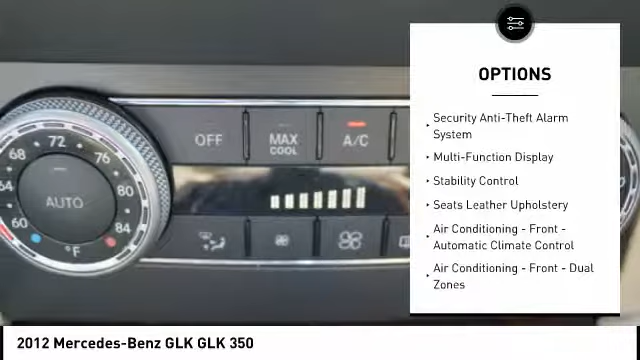 OPTIONS
Security Anti-Theft Alarm
System
Multi-Function Display
Stability Control
Seats Leather Upholstery
Air Conditioning - Front -
Automatic Climate Control
Air Conditioning - Front - Dual
Zones
OFF
MAX
COOL
A/C
72
68
76
64
80
60
84
AUTO
°F
2012 Mercedes-Benz GLK GLK 350